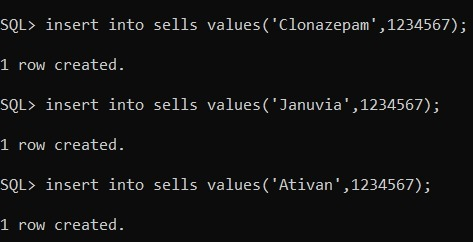 SQL> insert into sells values('Clonazepam',1234567);
1 row created.
SQL> insert into sells values('Januvia',1234567);
1 row created.
SQL> insert into sells values('Ativan',1234567);
1 row created.